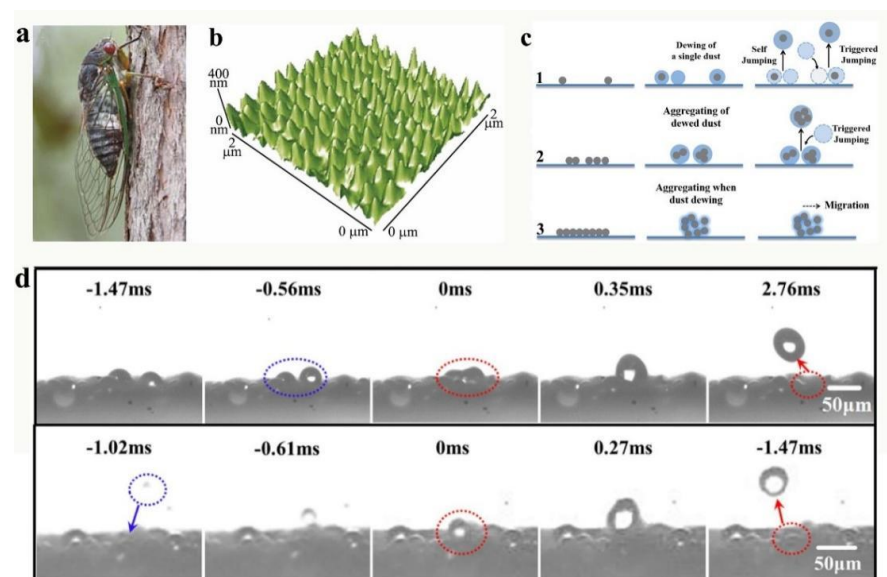 a
b
400
nm
0
nm
2
μm
2
μm
0 μm
0 μm
c
Dewing of
a single dust
Self
Jumping
Triggered
Jumping
1
Aggregating of
dewed dust
Triggered
Jumping
2
Aggregating when
dust dewing
Migration
3
d
-1.47ms
-0.56ms
0ms
0.35ms
2.76ms
50μm
-1.02ms
-0.61ms
0ms
0.27ms
-1.47ms
50μm